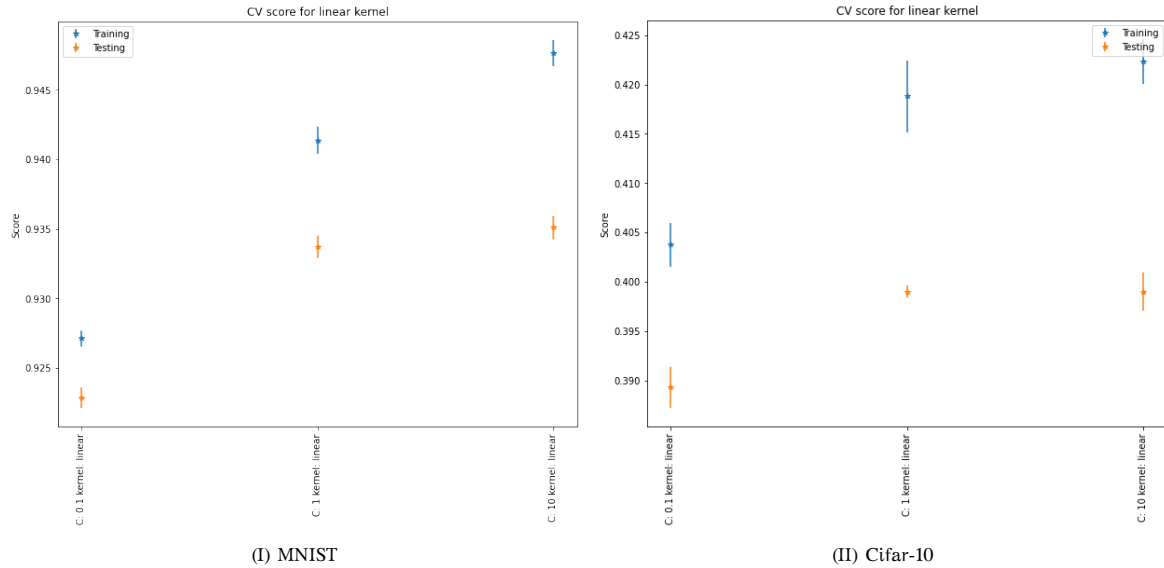 CV score for linear kernel
Training
Testing
0.945
0.940
0.935
0.930
0.925
Score
C: 0.1 kernel: linear
C: 1 kernel: linear
C: 10 kernel: linear
(I) MNIST
CV score for linear kernel
Training
Testing
0.425
0.420
0.415
0.410
0.405
0.400
0.395
0.390
Score
C: 0.1 kernel: linear
C: 1 kernel: linear
C: 10 kernel: linear
(II) Cifar-10